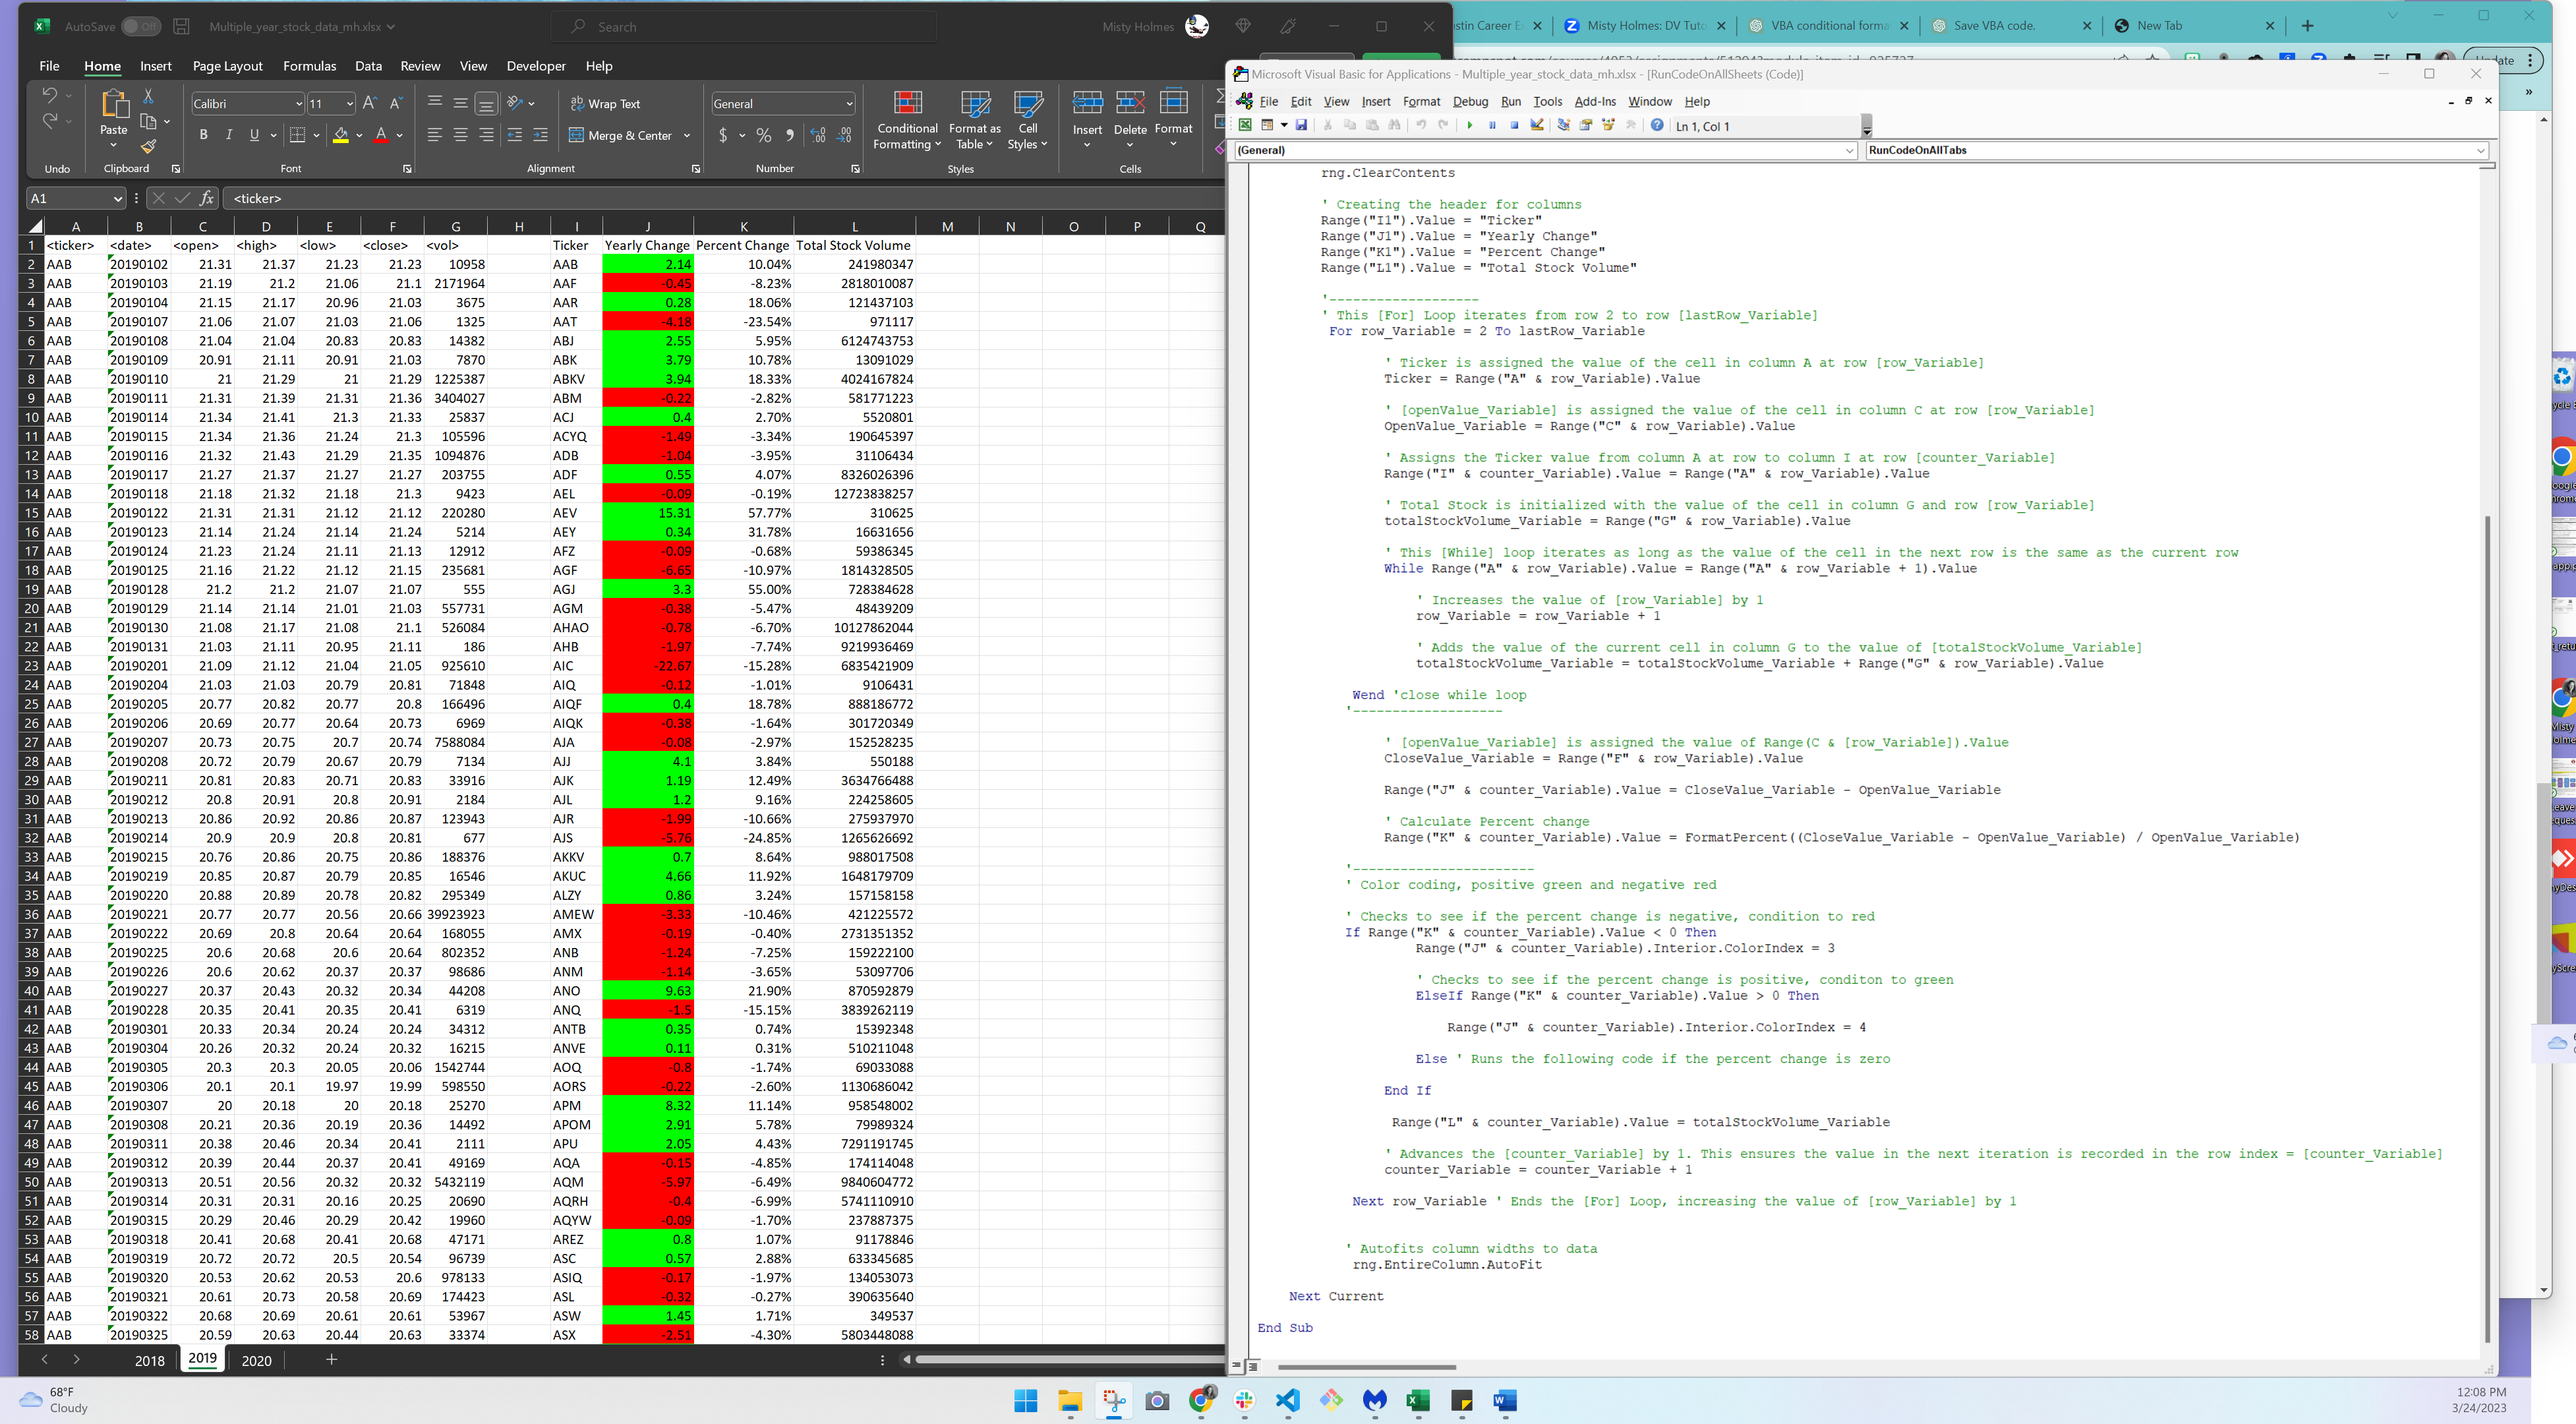 AutoSave Off Multiple_year_stock_data_mh.xlsx Search Misty Holmes
File Home Insert Page Layout Formulas Data Review View Developer Help
Calibri 11 Wrap Text General
Paste B I U Merge & Center $ % Conditional Formatting Format as Table Cell Styles Insert Delete Format
Undo Clipboard Font Alignment Number Styles Cells
A1 fx <ticker>
A B C D E F G H I J K L M N O P Q
1 <ticker> <date> <open> <high> <low> <close> <vol> Ticker Yearly Change Percent Change Total Stock Volume
2 AAB 20190102 21.31 21.37 21.23 21.23 10958 AAB 2.14 10.04% 241980347
3 AAB 20190103 21.19 21.2 21.06 21.1 2171964 AAF -0.45 -8.23% 2818010087
4 AAB 20190104 21.15 21.17 20.96 21.03 3675 AAR 0.28 18.06% 121437103
5 AAB 20190107 21.06 21.07 21.03 21.06 1325 AAT -4.18 -23.54% 971117
6 AAB 20190108 21.04 21.04 20.83 20.83 14382 ABJ 2.55 5.95% 6124743753
7 AAB 20190109 20.91 21.11 20.91 21.03 7870 ABK 3.79 10.78% 13091029
8 AAB 20190110 21 21.29 21 21.29 1225387 ABKV 3.94 18.33% 4024167824
9 AAB 20190111 21.31 21.39 21.31 21.36 3404027 ABM -0.22 -2.82% 581771223
10 AAB 20190114 21.34 21.41 21.3 21.33 25837 ACJ 0.4 2.70% 5520801
11 AAB 20190115 21.34 21.36 21.24 21.3 105596 ACYQ -1.49 -3.34% 190645397
12 AAB 20190116 21.32 21.43 21.29 21.35 1094876 ADB -1.04 -3.95% 31106434
13 AAB 20190117 21.27 21.37 21.27 21.27 203755 ADF 0.55 4.07% 8326026396
14 AAB 20190118 21.18 21.32 21.18 21.3 9423 AEL -0.09 -0.19% 12723838257
15 AAB 20190122 21.31 21.31 21.12 21.12 220280 AEV 15.31 57.77% 310625
16 AAB 20190123 21.14 21.24 21.14 21.24 5214 AEY 0.34 31.78% 16631656
17 AAB 20190124 21.23 21.24 21.11 21.13 12912 AFZ -0.09 -0.68% 59386345
18 AAB 20190125 21.16 21.22 21.12 21.15 235681 AGF -6.65 -10.97% 1814328505
19 AAB 20190128 21.2 21.2 21.07 21.07 555 AGJ 3.3 55.00% 728384628
20 AAB 20190129 21.14 21.14 21.01 21.03 557731 AGM -0.38 -5.47% 48439209
21 AAB 20190130 21.08 21.17 21.08 21.1 526084 AHAO -0.78 -6.70% 10127862044
22 AAB 20190131 21.03 21.11 20.95 21.11 186 AHB -1.97 -7.74% 9219936469
23 AAB 20190201 21.09 21.12 21.04 21.05 925610 AIC -22.67 -15.28% 6835421909
24 AAB 20190204 21.03 21.03 20.79 20.81 71848 AIQ -0.12 -1.01% 9106431
25 AAB 20190205 20.77 20.82 20.77 20.8 166496 AIQF 0.4 18.78% 888186772
26 AAB 20190206 20.69 20.77 20.64 20.73 6969 AIQK -0.38 -1.64% 301720349
27 AAB 20190207 20.73 20.75 20.7 20.74 7588084 AJA -0.08 -2.97% 152528235
28 AAB 20190208 20.72 20.79 20.67 20.79 7134 AJJ 4.1 3.84% 550188
29 AAB 20190211 20.81 20.83 20.71 20.83 33916 AJK 1.19 12.49% 3634766488
30 AAB 20190212 20.8 20.91 20.8 20.91 2184 AJL 1.2 9.16% 224258605
31 AAB 20190213 20.86 20.92 20.86 20.87 123943 AJR -1.99 -10.66% 275937970
32 AAB 20190214 20.9 20.9 20.8 20.81 677 AJS -5.76 -24.85% 1265626692
33 AAB 20190215 20.76 20.86 20.75 20.86 188376 AKKV 0.7 8.64% 988017508
34 AAB 20190219 20.85 20.87 20.79 20.85 16546 AKUC 4.66 11.92% 1648179709
35 AAB 20190220 20.88 20.89 20.78 20.82 295349 ALZY 0.86 3.24% 157158158
36 AAB 20190221 20.77 20.77 20.56 20.66 39923923 AMEW -3.33 -10.46% 421225572
37 AAB 20190222 20.69 20.8 20.64 20.64 168055 AMX -0.19 -0.40% 2731351352
38 AAB 20190225 20.6 20.68 20.6 20.64 802352 ANB -1.24 -7.25% 159222100
39 AAB 20190226 20.6 20.62 20.37 20.37 98686 ANM -1.14 -3.65% 53097706
40 AAB 20190227 20.37 20.43 20.32 20.34 44208 ANO 9.63 21.90% 870592879
41 AAB 20190228 20.35 20.41 20.35 20.41 6319 ANQ -1.5 -15.15% 3839262119
42 AAB 20190301 20.33 20.34 20.24 20.24 34312 ANTB 0.35 0.74% 15392348
43 AAB 20190304 20.26 20.32 20.24 20.32 16215 ANVE 0.11 0.31% 510211048
44 AAB 20190305 20.3 20.3 20.05 20.06 1542744 AOQ -0.8 -1.74% 69033088
45 AAB 20190306 20.1 20.1 19.97 19.99 598550 AORS -0.22 -2.60% 1130686042
46 AAB 20190307 20 20.18 20 20.18 25270 APM 8.32 11.14% 958548002
47 AAB 20190308 20.21 20.36 20.19 20.36 14492 APOM 2.91 5.78% 79989324
48 AAB 20190311 20.38 20.46 20.34 20.41 2111 APU 2.05 4.43% 7291191745
49 AAB 20190312 20.39 20.44 20.37 20.41 49169 AQA -0.15 -4.85% 174114048
50 AAB 20190313 20.51 20.56 20.32 20.32 5432119 AQM -5.97 -6.49% 9840604772
51 AAB 20190314 20.31 20.31 20.16 20.25 20690 AQRH -0.4 -6.99% 5741110910
52 AAB 20190315 20.29 20.46 20.29 20.42 19960 AQYW -0.09 -1.70% 237887375
53 AAB 20190318 20.41 20.68 20.41 20.68 47171 AREZ 0.8 1.07% 91178846
54 AAB 20190319 20.72 20.72 20.5 20.54 96739 ASC 0.57 2.88% 633345685
55 AAB 20190320 20.53 20.62 20.53 20.6 978133 ASIQ -0.17 -1.97% 134053073
56 AAB 20190321 20.61 20.73 20.58 20.69 174423 ASL -0.32 -0.27% 390635640
57 AAB 20190322 20.68 20.69 20.61 20.61 53967 ASW 1.45 1.71% 349537
58 AAB 20190325 20.59 20.63 20.44 20.63 33374 ASX -2.51 -4.30% 5803448088
2018 2019 2020
stin Career E Misty Holmes: DV Tuto VBA conditional forma Save VBA code. New Tab
Microsoft Visual Basic for Applications - Multiple_year_stock_data_mh.xlsx - [RunCodeOnAllSheets (Code)]
File Edit View Insert Format Debug Run Tools Add-Ins Window Help
Ln 1, Col 1
(General) RunCodeOnAllTabs
rng.ClearContents
' Creating the header for columns
Range("I1").Value = "Ticker"
Range("J1").Value = "Yearly Change"
Range("K1").Value = "Percent Change"
Range("L1").Value = "Total Stock Volume"
'-------------------
' This [For] Loop iterates from row 2 to row [lastRow_Variable]
For row_Variable = 2 To lastRow_Variable
' Ticker is assigned the value of the cell in column A at row [row_Variable]
Ticker = Range("A" & row_Variable).Value
' [openValue_Variable] is assigned the value of the cell in column C at row [row_Variable]
OpenValue_Variable = Range("C" & row_Variable).Value
' Assigns the Ticker value from column A at row to column I at row [counter_Variable]
Range("I" & counter_Variable).Value = Range("A" & row_Variable).Value
' Total Stock is initialized with the value of the cell in column G and row [row_Variable]
totalStockVolume_Variable = Range("G" & row_Variable).Value
' This [While] loop iterates as long as the value of the cell in the next row is the same as the current row
While Range("A" & row_Variable).Value = Range("A" & row_Variable + 1).Value
' Increases the value of [row_Variable] by 1
row_Variable = row_Variable + 1
' Adds the value of the current cell in column G to the value of [totalStockVolume_Variable]
totalStockVolume_Variable = totalStockVolume_Variable + Range("G" & row_Variable).Value
Wend 'close while loop
'-------------------
' [openValue_Variable] is assigned the value of Range(C & [row_Variable]).Value
CloseValue_Variable = Range("F" & row_Variable).Value
Range("J" & counter_Variable).Value = CloseValue_Variable - OpenValue_Variable
' Calculate Percent change
Range("K" & counter_Variable).Value = FormatPercent((CloseValue_Variable - OpenValue_Variable) / OpenValue_Variable)
'-----------------------
' Color coding, positive green and negative red
' Checks to see if the percent change is negative, condition to red
If Range("K" & counter_Variable).Value < 0 Then
Range("J" & counter_Variable).Interior.ColorIndex = 3
' Checks to see if the percent change is positive, conditon to green
ElseIf Range("K" & counter_Variable).Value > 0 Then
Range("J" & counter_Variable).Interior.ColorIndex = 4
Else ' Runs the following code if the percent change is zero
End If
Range("L" & counter_Variable).Value = totalStockVolume_Variable
' Advances the [counter_Variable] by 1. This ensures the value in the next iteration is recorded in the row index = [counter_Variable]
counter_Variable = counter_Variable + 1
Next row_Variable ' Ends the [For] Loop, increasing the value of [row_Variable] by 1
' Autofits column widths to data
rng.EntireColumn.AutoFit
Next Current
End Sub
68°F
Cloudy
12:08 PM
3/24/2023